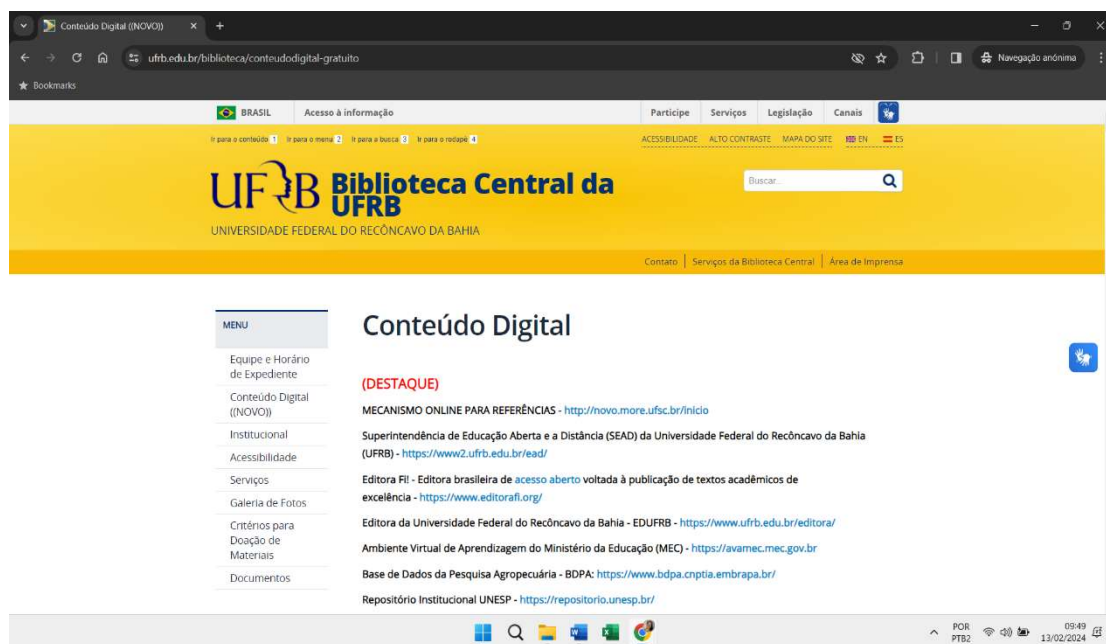 Conteúdo Digital ((NOVO))
ufrb.edu.br/biblioteca/conteudodigital-gratuito
Navegação anônima
Bookmarks
BRASIL Acesso à informação Participe Serviços Legislação Canais
Ir para o conteúdo 1 Ir para o menu 2 Ir para a busca 3 Ir para o rodapé 4 ACESSIBILIDADE ALTO CONTRASTE MAPA DO SITE EN ES
UFRB Biblioteca Central da
UFRB
Buscar...
UNIVERSIDADE FEDERAL DO RECÔNCAVO DA BAHIA
Contato Serviços da Biblioteca Central Área de Imprensa
MENU
Equipe e Horário
de Expediente
Conteúdo Digital
((NOVO))
Institucional
Acessibilidade
Serviços
Galeria de Fotos
Critérios para
Doação de
Materiais
Documentos
Conteúdo Digital
(DESTAQUE)
MECANISMO ONLINE PARA REFERÊNCIAS - http://novo.more.ufsc.br/inicio
Superintendência de Educação Aberta e a Distância (SEAD) da Universidade Federal do Recôncavo da Bahia
(UFRB) - https://www2.ufrb.edu.br/ead/
Editora Fi! - Editora brasileira de acesso aberto voltada à publicação de textos acadêmicos de
excelência - https://www.editorafi.org/
Editora da Universidade Federal do Recôncavo da Bahia - EDUFRB - https://www.ufrb.edu.br/editora/
Ambiente Virtual de Aprendizagem do Ministério da Educação (MEC) - https://avamec.mec.gov.br
Base de Dados da Pesquisa Agropecuária - BDPA: https://www.bdpa.cnptia.embrapa.br/
Repositório Institucional UNESP - https://repositorio.unesp.br/
POR
PTB2
09:49
13/02/2024